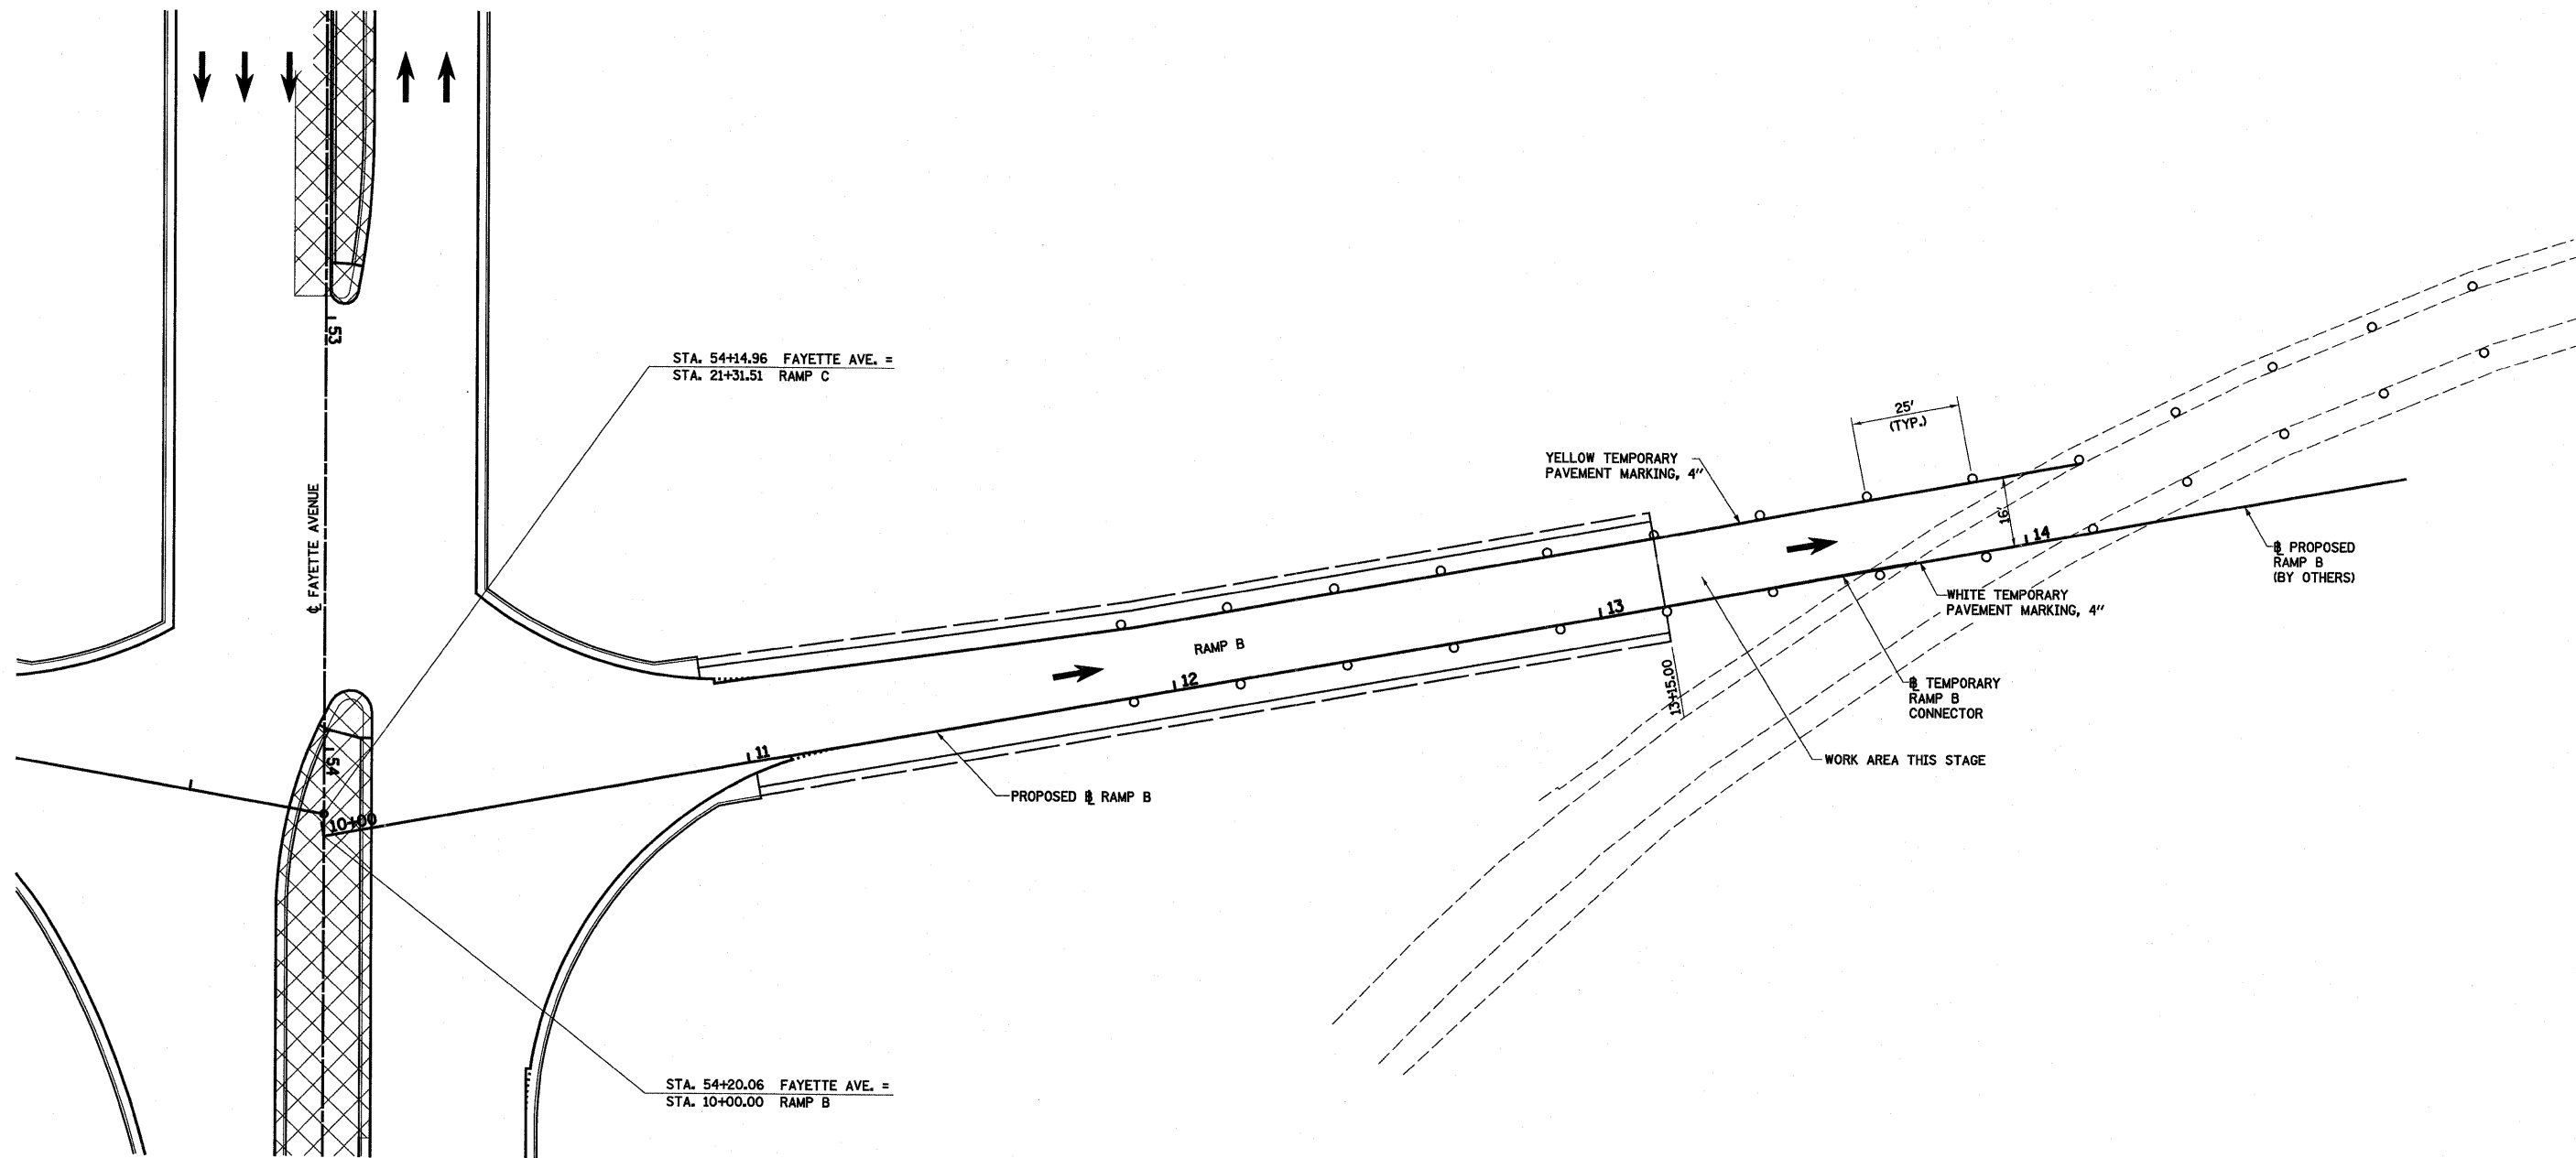 53
STA. 54+14.96 FAYETTE AVE. =
STA. 21+31.51 RAMP C
25'
(TYP.)
YELLOW TEMPORARY
PAVEMENT MARKING, 4"
℄ FAYETTE AVENUE
16'
14
℄ PROPOSED
RAMP B
(BY OTHERS)
13
WHITE TEMPORARY
PAVEMENT MARKING, 4"
RAMP B
12
13+15.00
℄ TEMPORARY
RAMP B
CONNECTOR
11
54
WORK AREA THIS STAGE
PROPOSED ℄ RAMP B
10+00
STA. 54+20.06 FAYETTE AVE. =
STA. 10+00.00 RAMP B